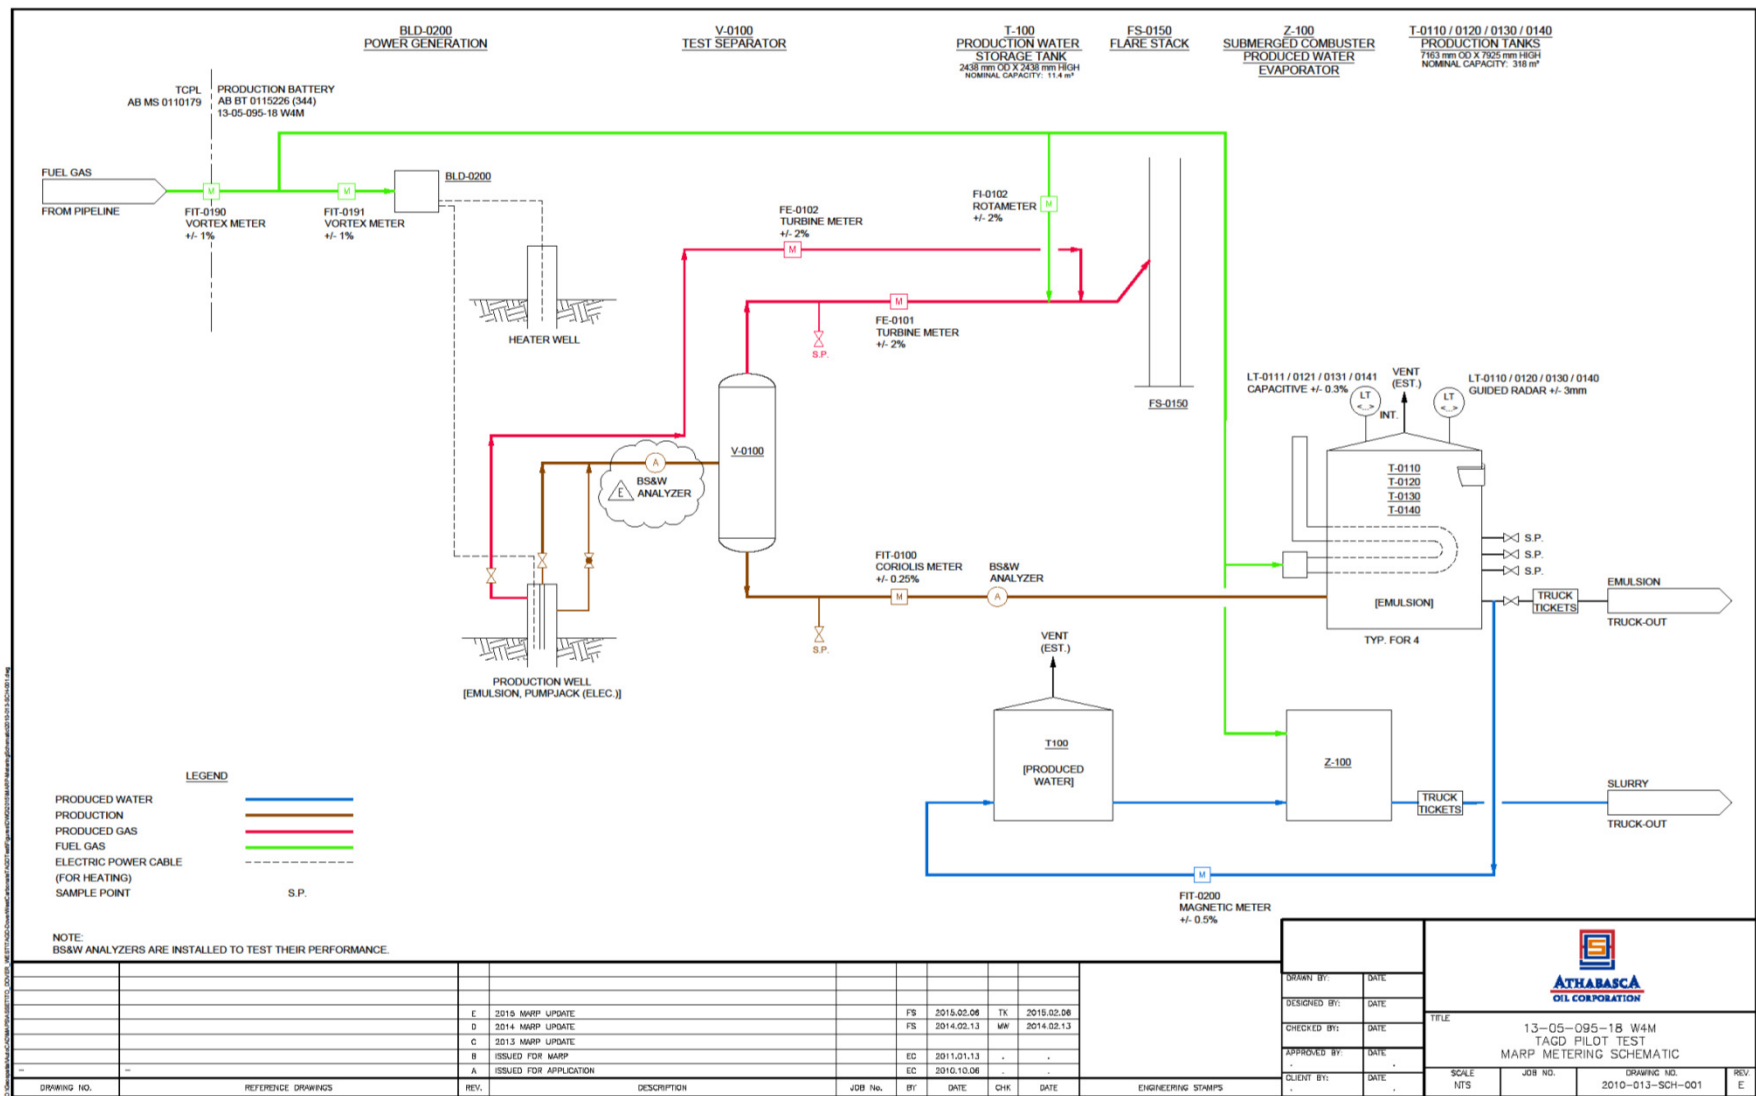 BLD-0200
POWER GENERATION
V-0100
TEST SEPARATOR
T-100
PRODUCTION WATER
STORAGE TANK
2438 mm OD X 2438 mm HIGH
NOMINAL CAPACITY: 11.4 m³
FS-0150
FLARE STACK
Z-100
SUBMERGED COMBUSTER
PRODUCED WATER
EVAPORATOR
T-0110 / 0120 / 0130 / 0140
PRODUCTION TANKS
7163 mm OD X 7925 mm HIGH
NOMINAL CAPACITY: 318 m³
TCPL
AB MS 0110179
PRODUCTION BATTERY
AB BT 0115226 (344)
13-05-095-18 W4M
FUEL GAS
FROM PIPELINE
M
FIT-0190
VORTEX METER
+/- 1%
M
FIT-0191
VORTEX METER
+/- 1%
BLD-0200
HEATER WELL
FE-0102
TURBINE METER
+/- 2%
M
FI-0102
ROTAMETER
+/- 2%
M
M
FE-0101
TURBINE METER
+/- 2%
S.P.
FS-0150
LT-0111 / 0121 / 0131 / 0141
CAPACITIVE +/- 0.3%
LT
INT.
VENT
(EST.)
LT
LT-0110 / 0120 / 0130 / 0140
GUIDED RADAR +/- 3mm
V-0100
A
BS&W
ANALYZER
E
T-0110
T-0120
T-0130
T-0140
S.P.
S.P.
S.P.
[EMULSION]
TYP. FOR 4
FIT-0100
CORIOLIS METER
+/- 0.25%
M
BS&W
ANALYZER
A
S.P.
TRUCK
TICKETS
EMULSION
TRUCK-OUT
PRODUCTION WELL
[EMULSION, PUMPJACK (ELEC.)]
VENT
(EST.)
T100
[PRODUCED
WATER]
Z-100
TRUCK
TICKETS
SLURRY
TRUCK-OUT
M
FIT-0200
MAGNETIC METER
+/- 0.5%
LEGEND
PRODUCED WATER
PRODUCTION
PRODUCED GAS
FUEL GAS
ELECTRIC POWER CABLE
(FOR HEATING)
SAMPLE POINT S.P.
NOTE:
BS&W ANALYZERS ARE INSTALLED TO TEST THEIR PERFORMANCE.
E 2015 MARP UPDATE FS 2015.02.06 TK 2015.02.06
D 2014 MARP UPDATE FS 2014.02.13 MW 2014.02.13
C 2013 MARP UPDATE
B ISSUED FOR MARP EC 2011.01.13 . .
– – A ISSUED FOR APPLICATION EC 2010.10.06 . .
DRAWING NO. REFERENCE DRAWINGS REV. DESCRIPTION JOB No. BY DATE CHK DATE ENGINEERING STAMPS
DRAWN BY: DATE
DESIGNED BY: DATE
CHECKED BY: DATE
APPROVED BY: DATE
CLIENT BY: DATE
ATHABASCA
OIL CORPORATION
TITLE
13-05-095-18 W4M
TAGD PILOT TEST
MARP METERING SCHEMATIC
SCALE JOB NO. DRAWING NO. REV
NTS 2010-013-SCH-001 E